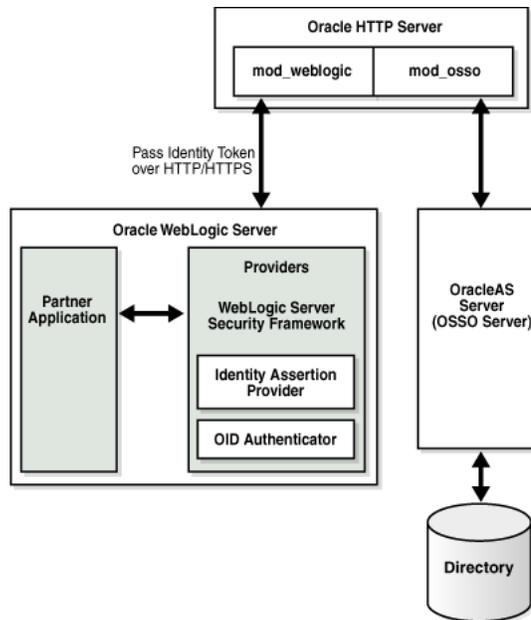 Oracle HTTP Server
mod_weblogic
mod_osso
Pass Identity Token
over HTTP/HTTPS
Oracle WebLogic Server
Partner
Application
Providers
WebLogic Server
Security Framework
Identity Assertion
Provider
OID Authenticator
OracleAS
Server
(OSSO Server)
Directory